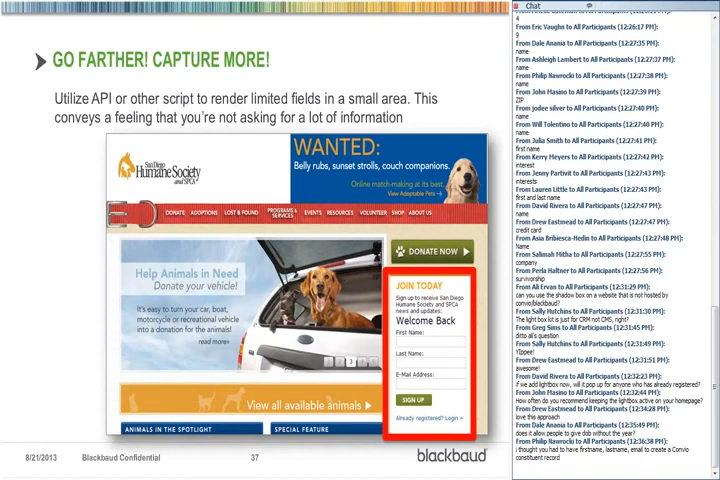 GO FARTHER! CAPTURE MORE!
Utilize API or other script to render limited fields in a small area. This
conveys a feeling that you're not asking for a lot of information
San Diego
Humane Society
and SPCA
WANTED:
Belly rubs, sunset strolls, couch companions.
Online match-making at its best.
View Adoptable Pets
DONATE ADOPTIONS LOST & FOUND PROGRAMS & SERVICES EVENTS RESOURCES VOLUNTEER SHOP ABOUT US
Help Animals in Need
Donate your vehicle!
It's easy to turn your car, boat,
motorcycle or recreational vehicle
into a donation for the animals!
read more»
3
DONATE NOW
JOIN TODAY
Sign up to receive San Diego
Humane Society and SPCA
news and updates:
Welcome Back
First Name:
Last Name:
E-Mail Address:
SIGN UP
Already registered? Login »
View all available animals
ANIMALS IN THE SPOTLIGHT
SPECIAL FEATURE
8/21/2013 Blackbaud Confidential 37
blackbaud
Chat
4
From Eric Vaughn to All Participants (12:26:17 PM):
9
From Dale Anania to All Participants (12:27:35 PM):
name
From Ashleigh Lambert to All Participants (12:27:37 PM):
name
From Philip Nawrocki to All Participants (12:27:38 PM):
name
From John Masino to All Participants (12:27:39 PM):
ZIP
From jodee silver to All Participants (12:27:40 PM):
name
From Will Tolentino to All Participants (12:27:40 PM):
name
From Julia Smith to All Participants (12:27:41 PM):
first name
From Kerry Meyers to All Participants (12:27:42 PM):
interest
From Jenny Partivit to All Participants (12:27:43 PM):
interests
From Lauren Little to All Participants (12:27:43 PM):
first and last name
From David Rivera to All Participants (12:27:47 PM):
name
From Drew Eastmead to All Participants (12:27:47 PM):
credit card
From Asia Bribiesca-Hedin to All Participants (12:27:48 PM):
Name
From Salimah Mitha to All Participants (12:27:55 PM):
company
From Perla Haltner to All Participants (12:27:56 PM):
survivorship
From Ali Ervan to All Participants (12:31:29 PM):
can you use the shadow box on a website that is not hosted by
convio/blackbaud?
From Sally Hutchins to All Participants (12:31:30 PM):
The light box kit is just for CRM not CMS, right?
From Greg Sims to All Participants (12:31:45 PM):
ditto ali's question
From Sally Hutchins to All Participants (12:31:49 PM):
Yippee!
From Drew Eastmead to All Participants (12:31:51 PM):
awesome!
From David Rivera to All Participants (12:32:23 PM):
if we add lightbox now, will it pop up for anyone who has already registered?
From John Masino to All Participants (12:32:44 PM):
How often do you recommend keeping the lightbox active on your homepage?
From Drew Eastmead to All Participants (12:34:28 PM):
love this approach
From Dale Anania to All Participants (12:35:49 PM):
does it allow people to give dob without the year?
From Philip Nawrocki to All Participants (12:36:38 PM):
i thought you had to have firstname, lastname, email to create a Convio
constituent record